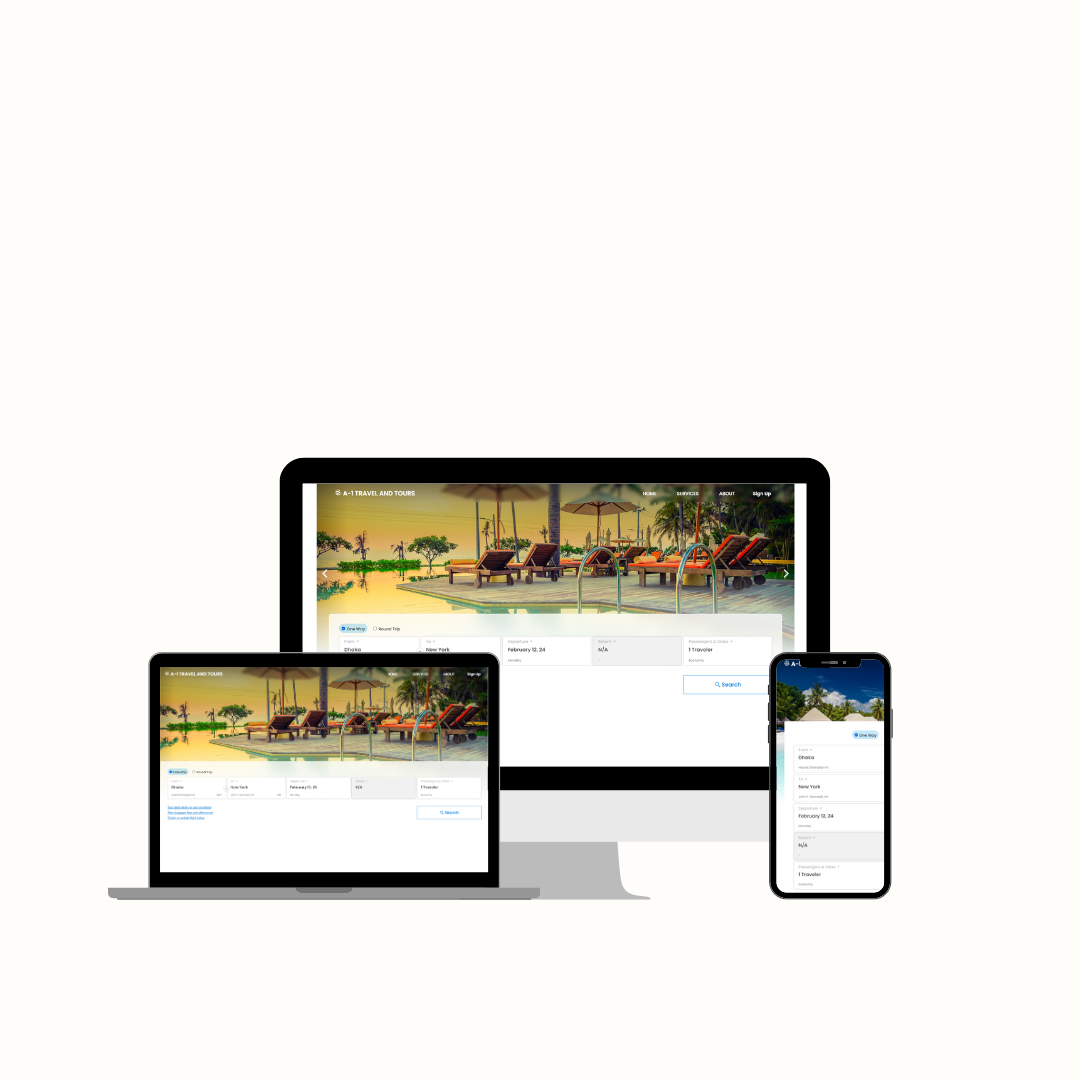 A-1 TRAVEL AND TOURS
HOME SERVICES ABOUT Sign Up
One Way Round Trip
From To Departure Return Passengers & Class
Dhaka New York February 12, 24 N/A 1 Traveler
Monday - Economy
Search
A-1 TRAVEL AND TOURS
HOME SERVICES ABOUT Sign Up
One Way Round Trip
Dhaka New York February 12, 24 N/A 1 Traveler
Search
A-
One Way
From
Dhaka
To
New York
Departure
February 12, 24
Return
N/A
Passengers & Class
1 Traveler
Economy